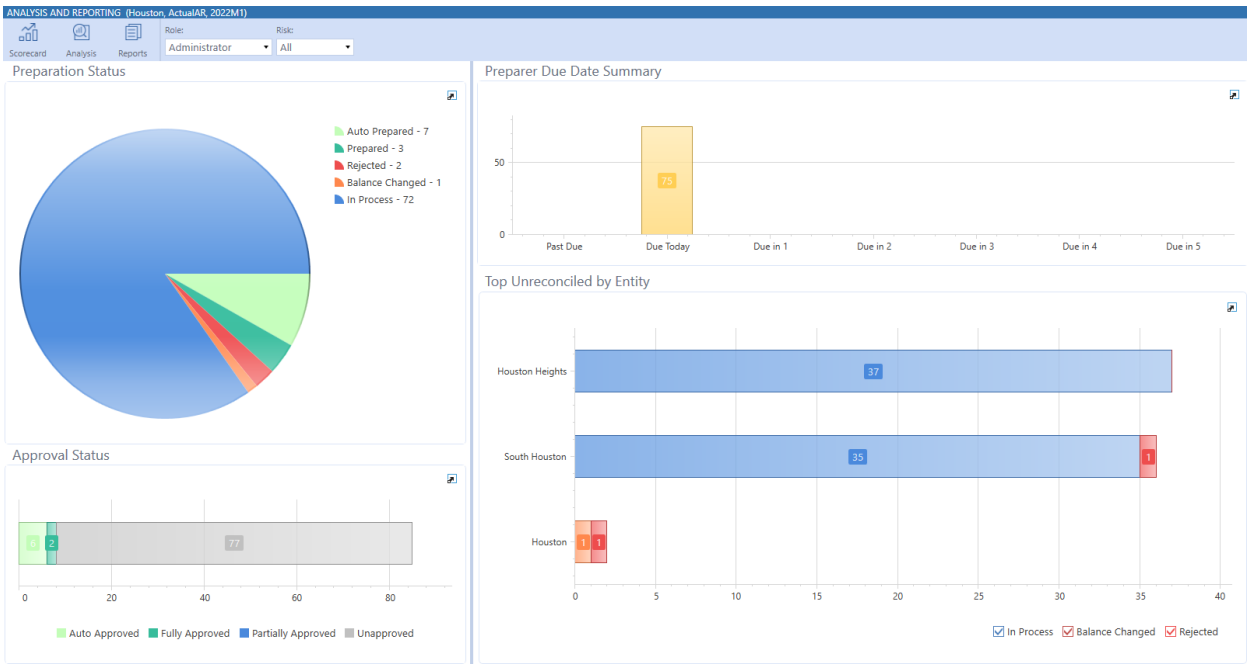 ANALYSIS AND REPORTING (Houston, ActualAR, 2022M1)
Role:
Risk:
Administrator
All
Scorecard
Analysis
Reports
Preparation Status
Auto Prepared - 7
Prepared - 3
Rejected - 2
Balance Changed - 1
In Process - 72
Approval Status
2
77
0
20
40
60
80
Auto Approved
Fully Approved
Partially Approved
Unapproved
Preparer Due Date Summary
50
75
0
Past Due
Due Today
Due in 1
Due in 2
Due in 3
Due in 4
Due in 5
Top Unreconciled by Entity
Houston Heights
37
South Houston
35
1
Houston
1
1
0
5
10
15
20
25
30
35
40
In Process
Balance Changed
Rejected